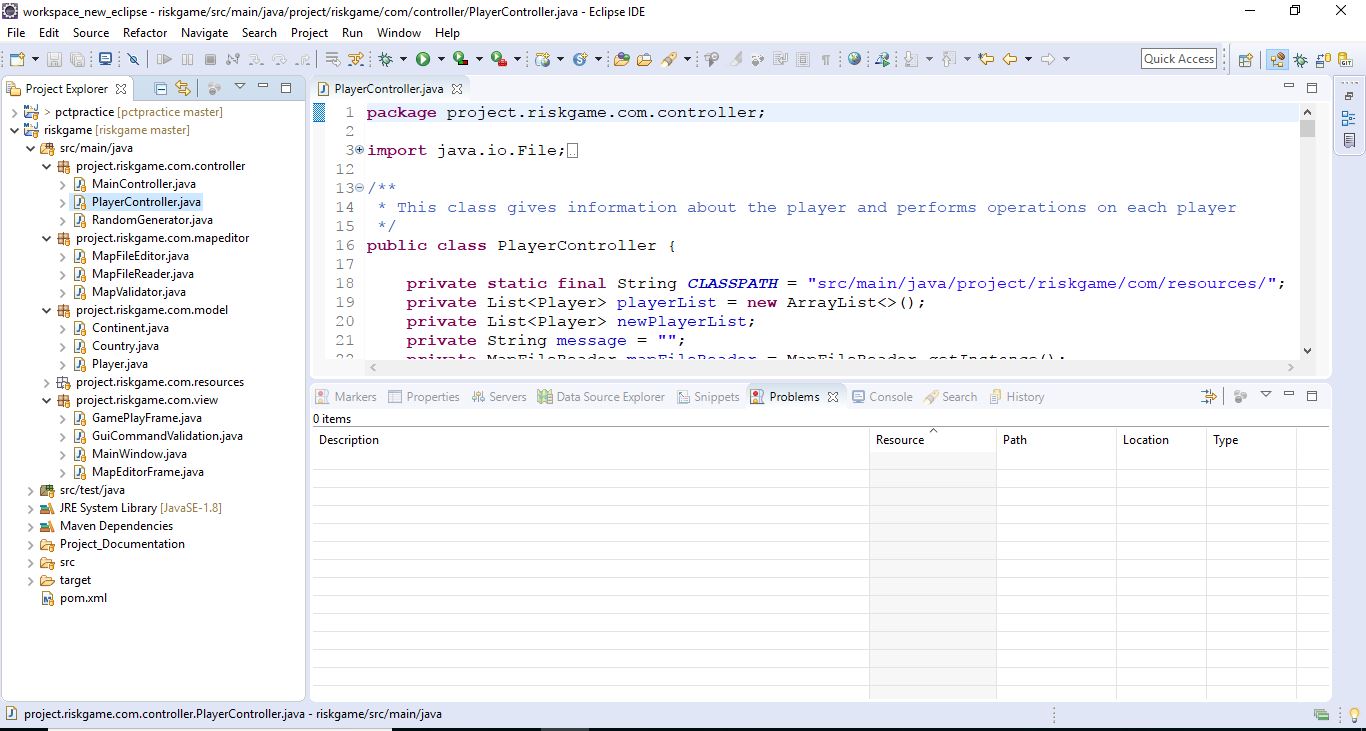 workspace_new_eclipse - riskgame/src/main/java/project/riskgame/com/controller/PlayerController.java - Eclipse IDE
File Edit Source Refactor Navigate Search Project Run Window Help
Quick Access
Project Explorer
> pctpractice [pctpractice master]
riskgame [riskgame master]
src/main/java
project.riskgame.com.controller
MainController.java
PlayerController.java
RandomGenerator.java
project.riskgame.com.mapeditor
MapFileEditor.java
MapFileReader.java
MapValidator.java
project.riskgame.com.model
Continent.java
Country.java
Player.java
project.riskgame.com.resources
project.riskgame.com.view
GamePlayFrame.java
GuiCommandValidation.java
MainWindow.java
MapEditorFrame.java
src/test/java
JRE System Library [JavaSE-1.8]
Maven Dependencies
Project_Documentation
src
target
pom.xml
PlayerController.java
1 package project.riskgame.com.controller;
2
3 import java.io.File;
12
13 /**
14 * This class gives information about the player and performs operations on each player
15 */
16 public class PlayerController {
17
18 private static final String CLASSPATH = "src/main/java/project/riskgame/com/resources/";
19 private List<Player> playerList = new ArrayList<>();
20 private List<Player> newPlayerList;
21 private String message = "";
22 private MapFileReader mapFileReader = MapFileReader.getInstance();
Markers Properties Servers Data Source Explorer Snippets Problems Console Search History
0 items
Description Resource Path Location Type
project.riskgame.com.controller.PlayerController.java - riskgame/src/main/java